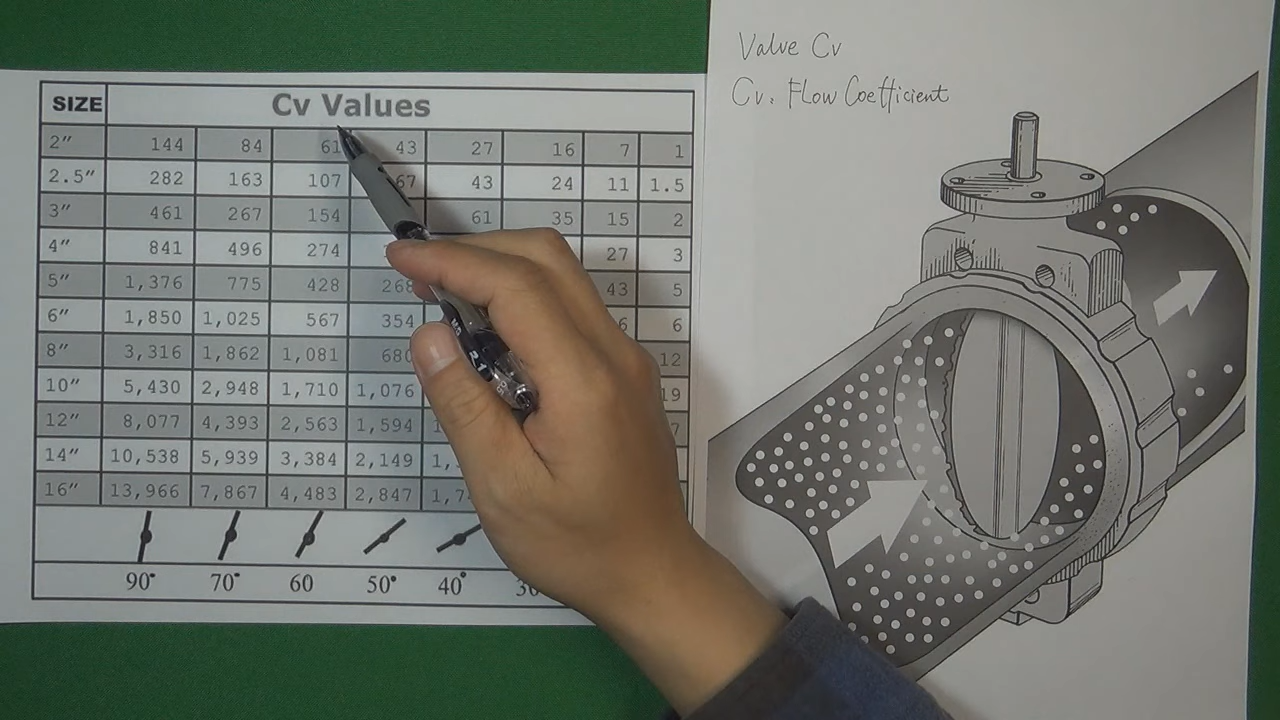 SIZE Cv Values
2" 144 84 61 43 27 16 7 1
2.5" 282 163 107 67 43 24 11 1.5
3" 461 267 154 61 35 15 2
4" 841 496 274 27 3
5" 1,376 775 428 268 43 5
6" 1,850 1,025 567 354 6
8" 3,316 1,862 1,081 680 12
10" 5,430 2,948 1,710 1,076 19
12" 8,077 4,393 2,563 1,594
14" 10,538 5,939 3,384 2,149
16" 13,966 7,867 4,483 2,847
90° 70° 60 50° 40°
Valve Cv
Cv. Flow Coefficient